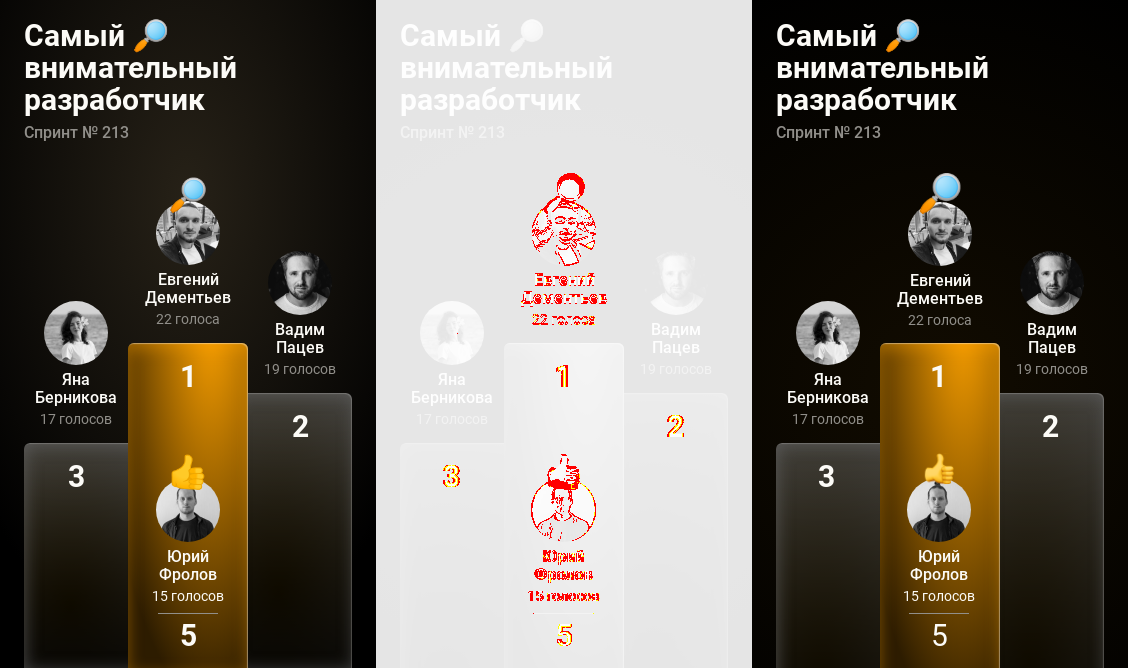 Самый 🔎
внимательный
разработчик
Спринт № 213
Евгений
Дементьев
22 голоса
Вадим
Пацев
19 голосов
Яна
Берникова
17 голосов
1
2
3
Юрий
Фролов
15 голосов
5
Самый
внимательный
разработчик
Спринт № 213
Евгений
Дементьев
22 голоса
Вадим
Пацев
19 голосов
Яна
Берникова
17 голосов
1
2
3
Юрий
Фролов
15 голосов
5
Самый 🔎
внимательный
разработчик
Спринт № 213
Евгений
Дементьев
22 голоса
Вадим
Пацев
19 голосов
Яна
Берникова
17 голосов
1
2
3
Юрий
Фролов
15 голосов
5